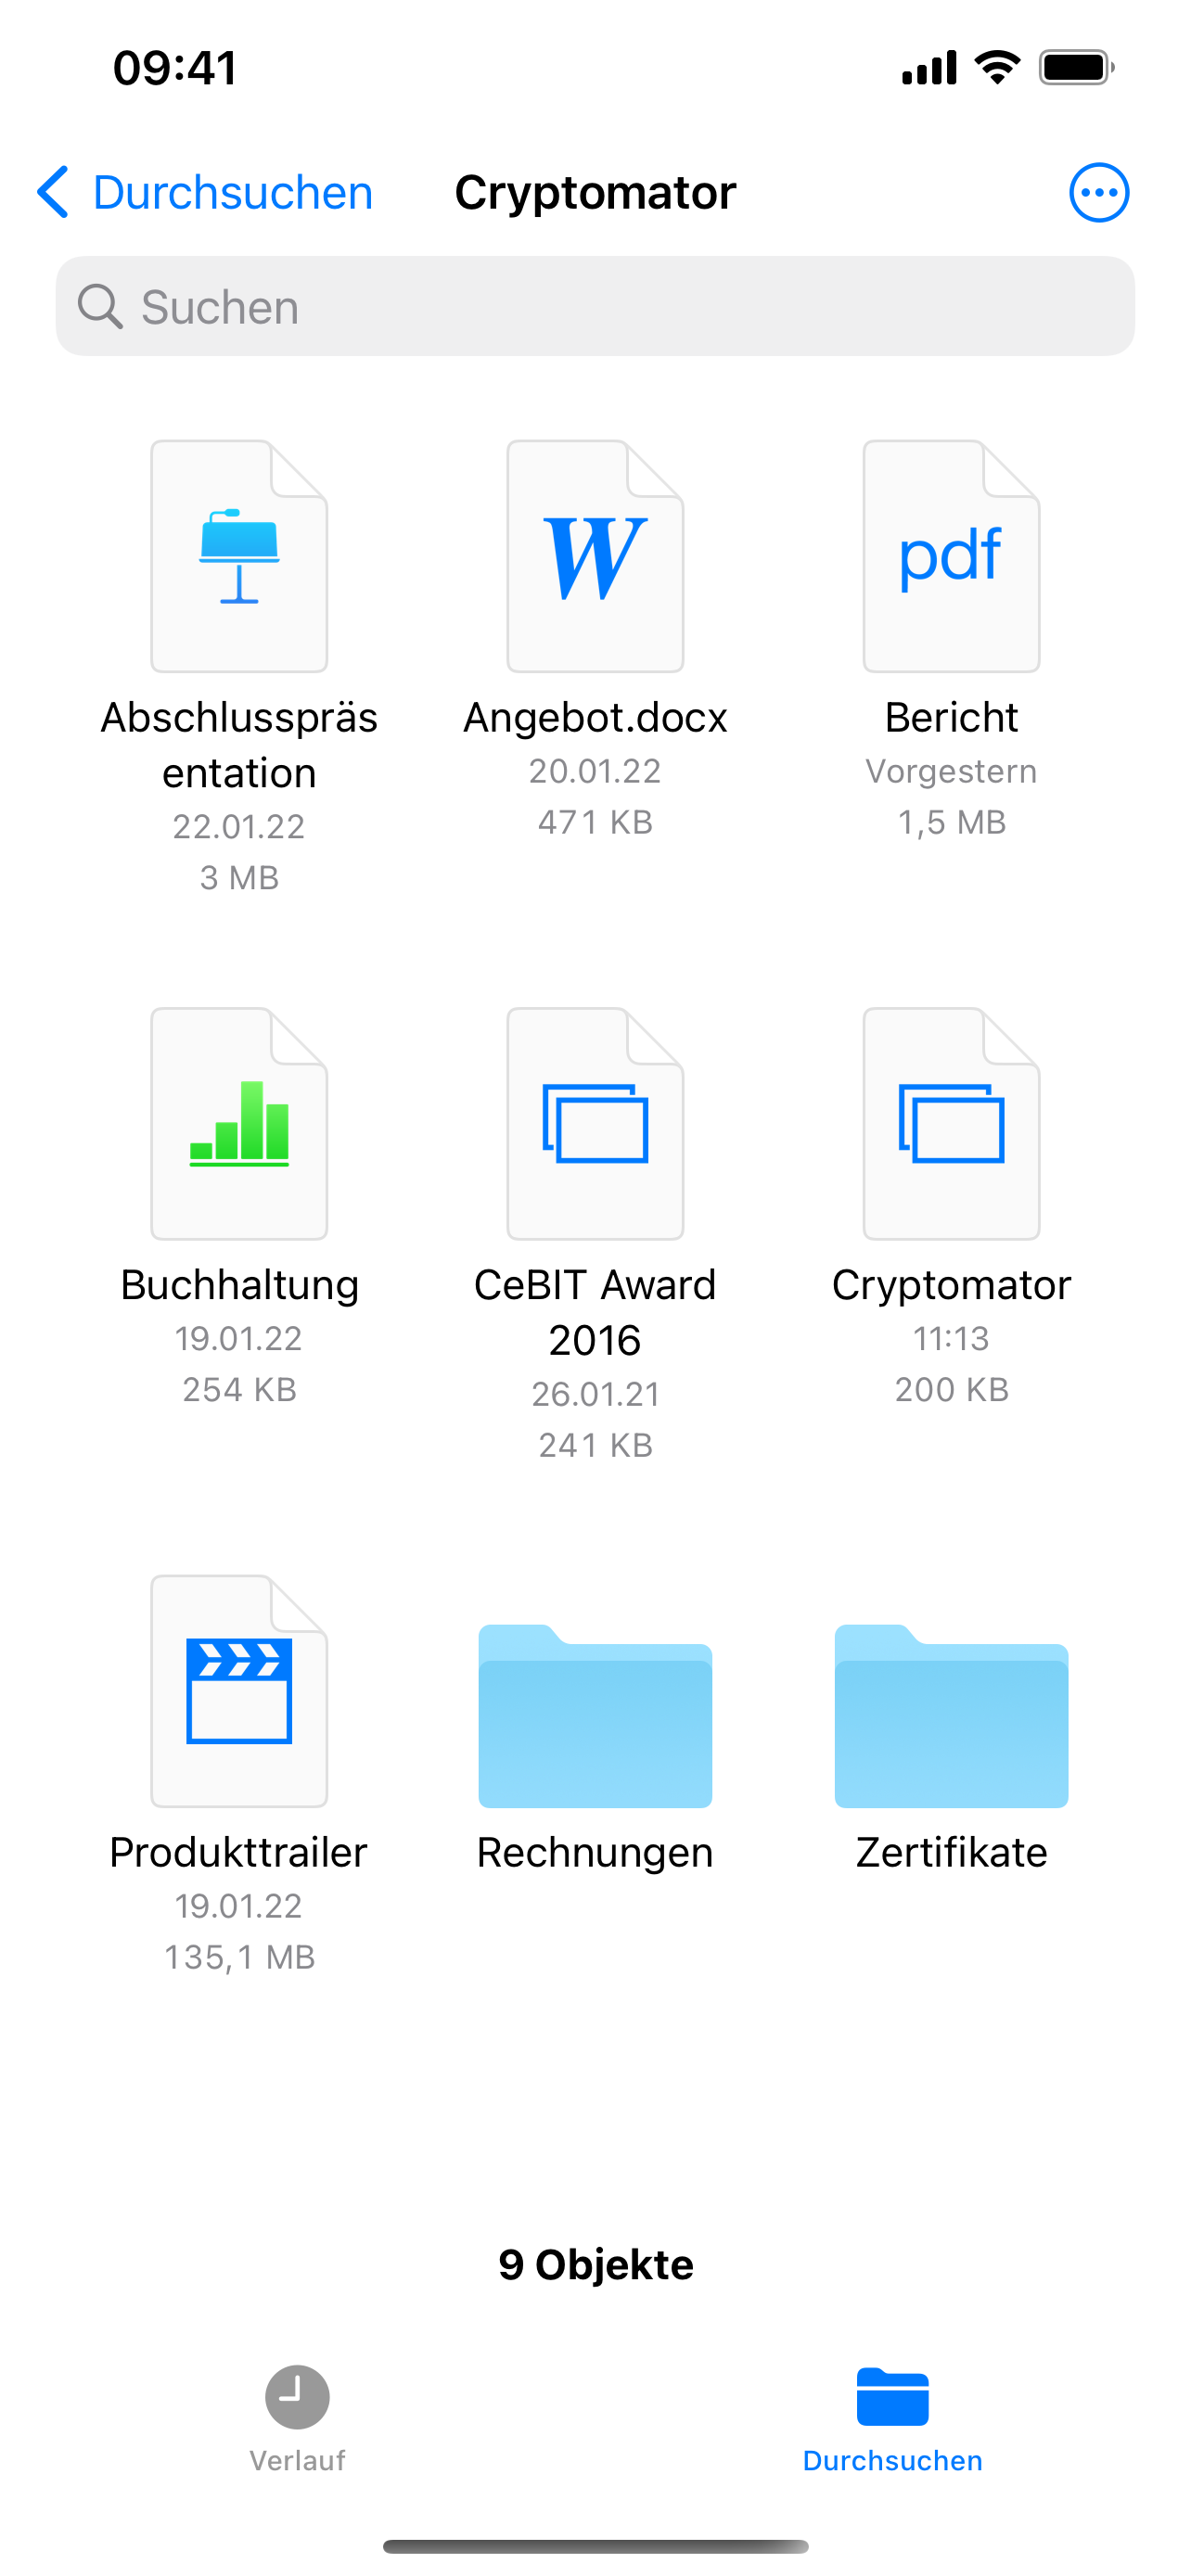 09:41
Durchsuchen
Cryptomator
Suchen
W
pdf
Abschlusspräs
entation
22.01.22
3 MB
Angebot.docx
20.01.22
471 KB
Bericht
Vorgestern
1,5 MB
Buchhaltung
19.01.22
254 KB
CeBIT Award
2016
26.01.21
241 KB
Cryptomator
11:13
200 KB
Produkttrailer
19.01.22
135,1 MB
Rechnungen
Zertifikate
9 Objekte
Verlauf
Durchsuchen